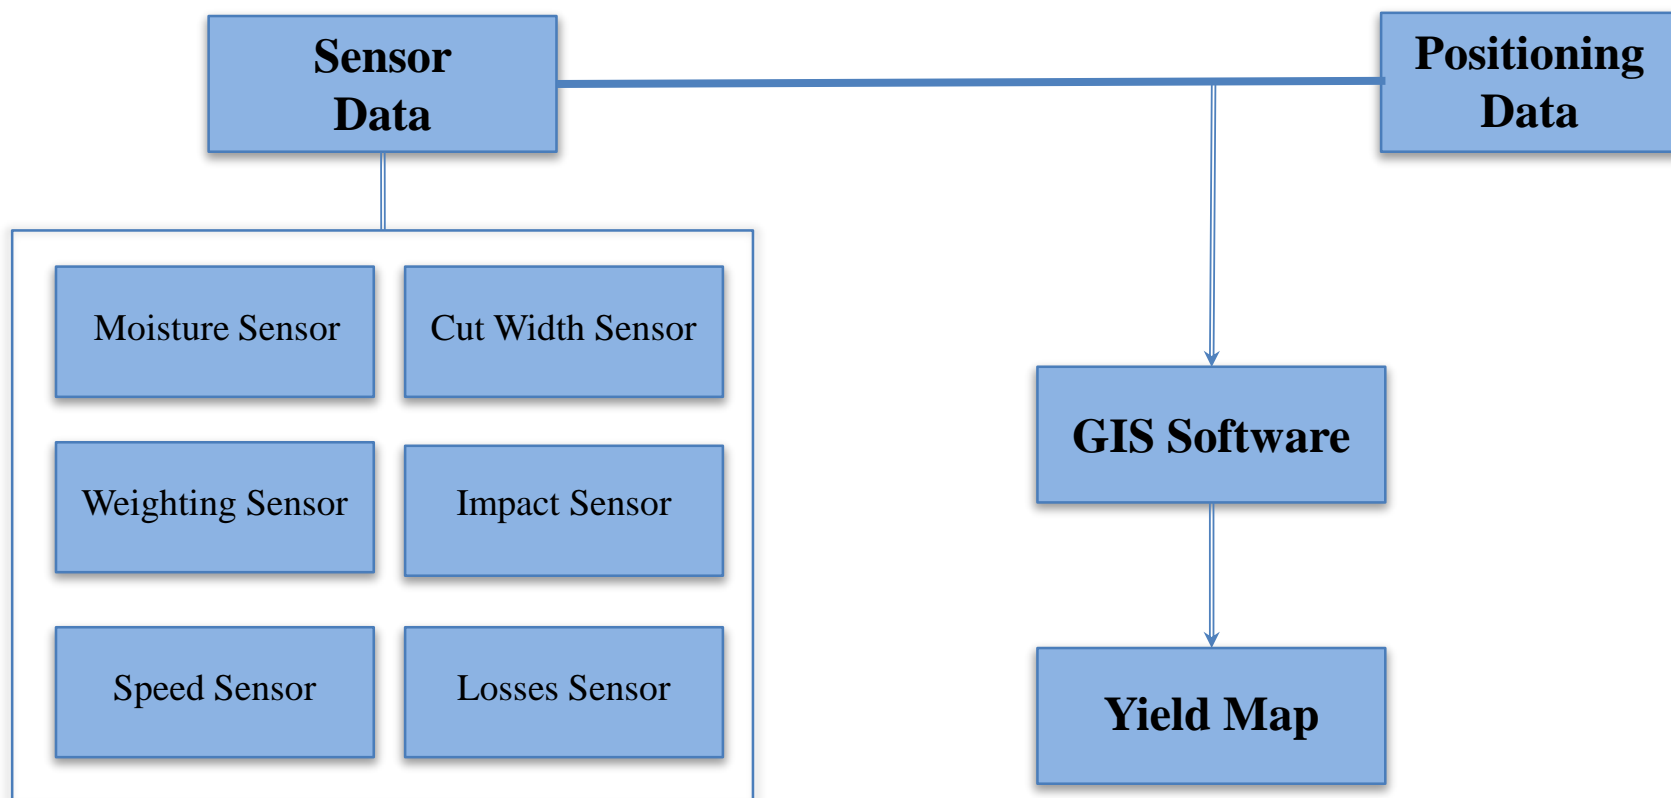 Sensor
Data
Positioning
Data
Moisture Sensor
Cut Width Sensor
Weighting Sensor
Impact Sensor
Speed Sensor
Losses Sensor
GIS Software
Yield Map